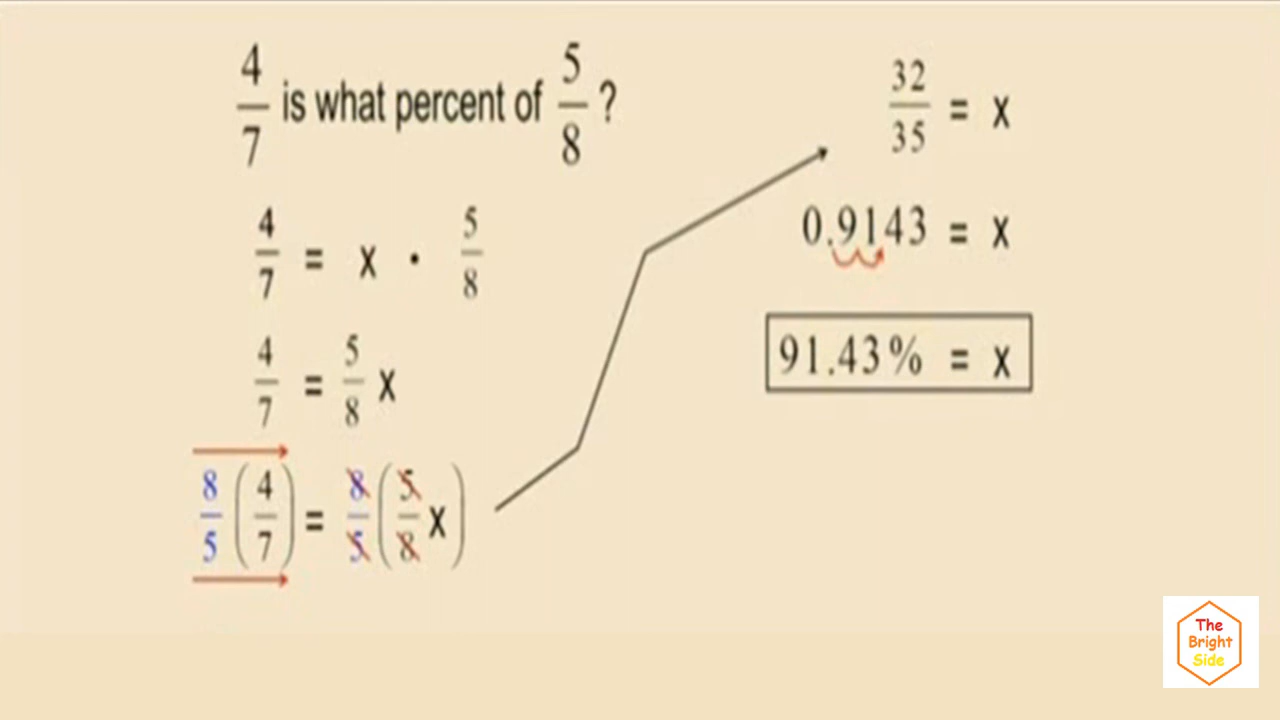 4/7 is what percent of 5/8 ?
4/7 = x · 5/8
4/7 = 5/8 x
8/5 (4/7) = 8/5 (5/8 x)
32/35 = x
0.9143 = x
91.43% = x
The
Bright
Side